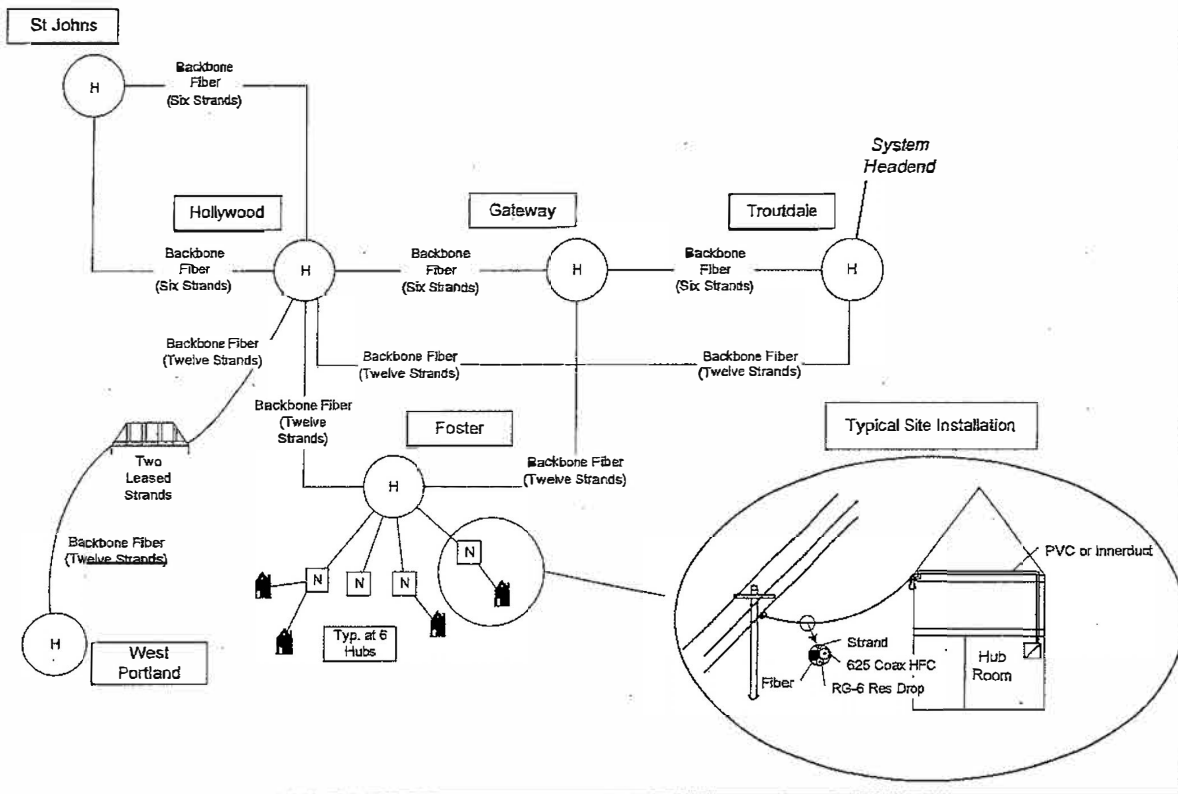 St Johns
H
Backbone
Fiber
(Six Strands)
System
Headend
Hollywood
Gateway
Troutdale
Backbone
Fiber
(Six Strands)
H
Backbone
Fiber
(Six Strands)
H
Backbone
Fiber
(Six Strands)
H
Backbone Fiber
(Twelve Strands)
Backbone Fiber
(Twelve Strands)
Backbone Fiber
(Twelve Strands)
Backbone Fiber
(Twelve
Strands)
Foster
Typical Site Installation
Two
Leased
Strands
H
Backbone Fiber
(Twelve Strands)
Backbone Fiber
(Twelve Strands)
N
N
N
N
PVC or Innerduct
Typ. at 6
Hubs
H
West
Portland
Strand
625 Coax HFC
Fiber
RG-6 Res Drop
Hub
Room